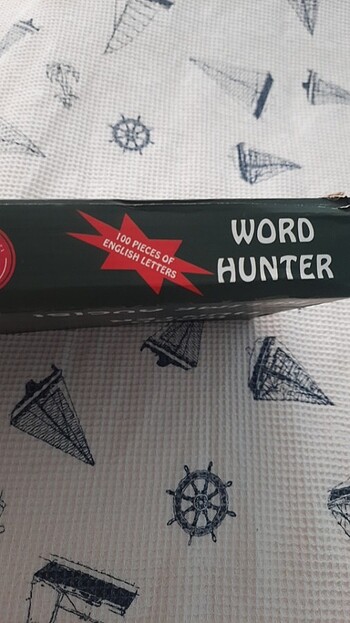 100 PIECES OF
ENGLISH LETTERS
WORD
HUNTER